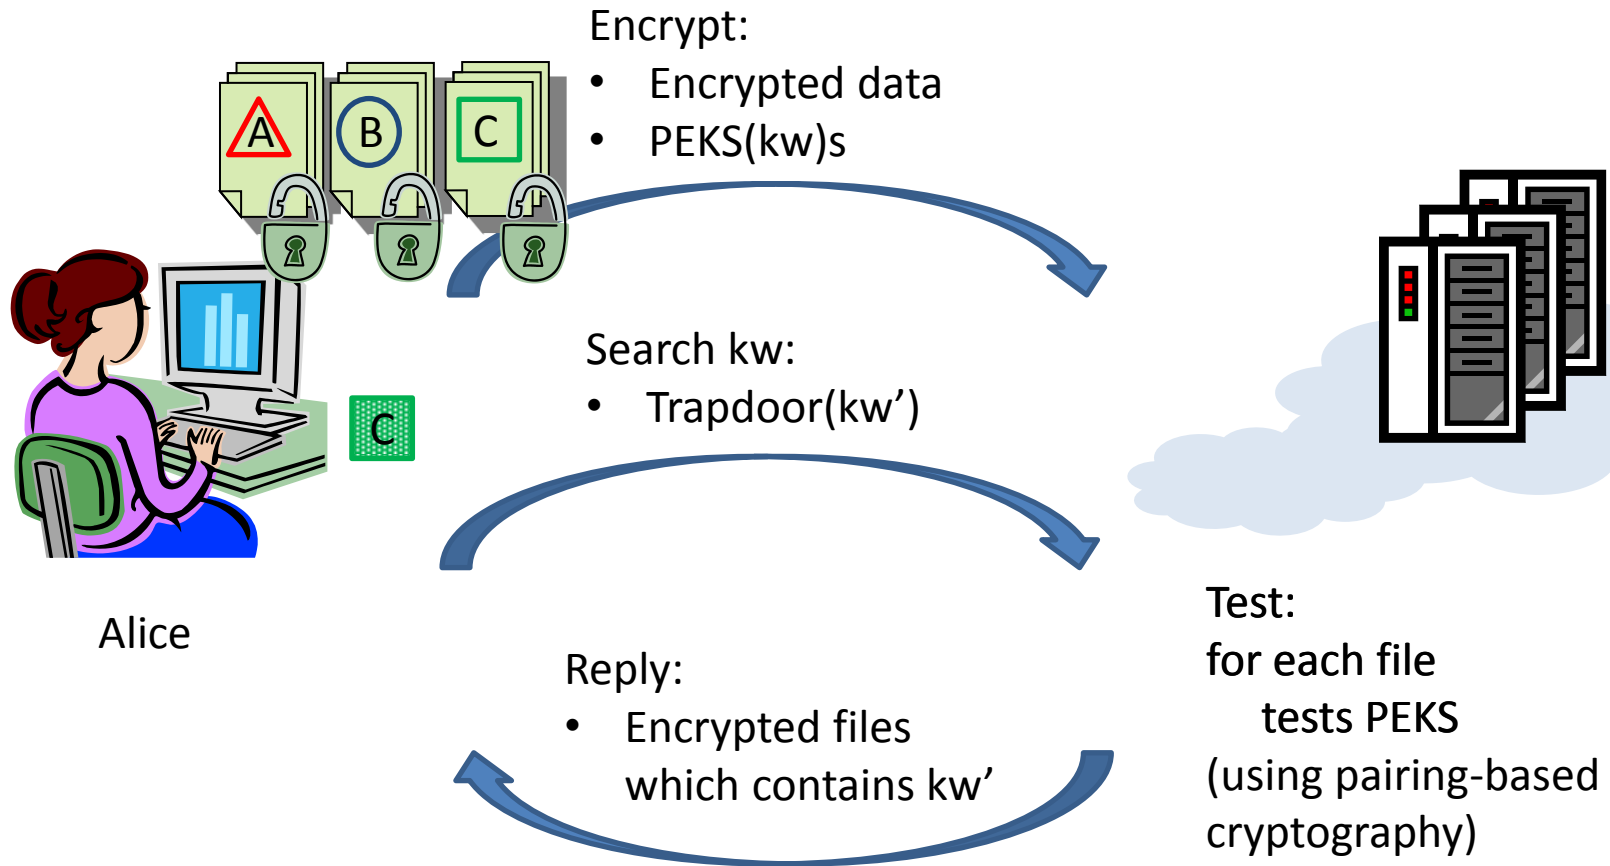 Encrypt:
• Encrypted data
• PEKS(kw)s
A B C
Search kw:
• Trapdoor(kw’)
C
Alice
Reply:
• Encrypted files
which contains kw’
Test:
for each file
tests PEKS
(using pairing-based
cryptography)